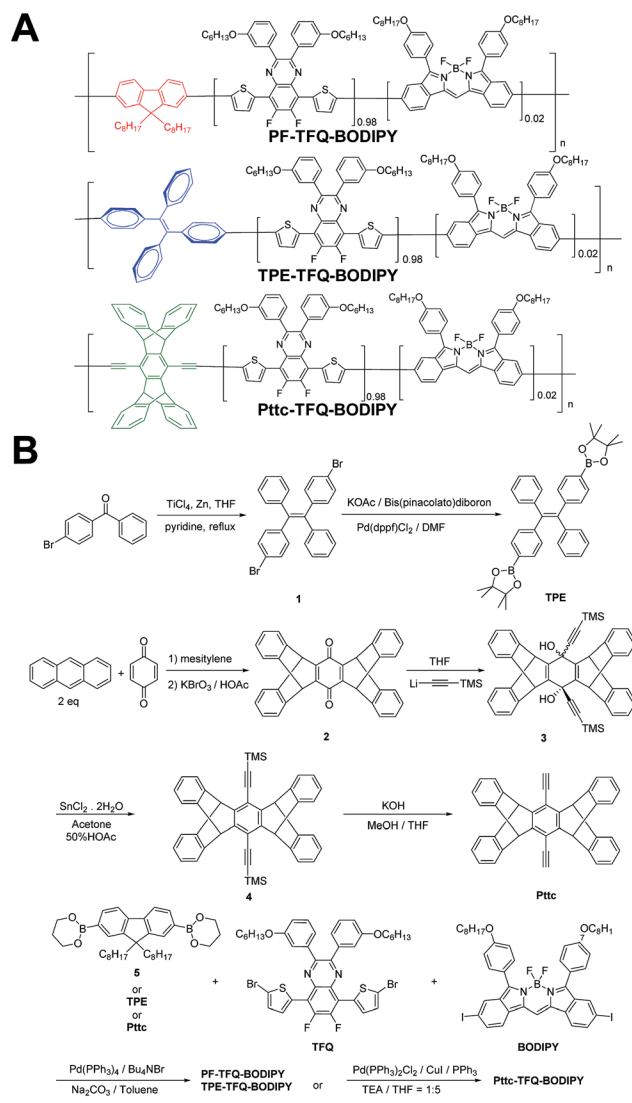 A
C₆H₁₃O OC₆H₁₃ C₈H₁₇O OC₈H₁₇
N N F F B N N
S S
C₈H₁₇ C₈H₁₇ F F 0.98 0.02 n
PF-TFQ-BODIPY
C₆H₁₃O OC₆H₁₃ C₈H₁₇O OC₈H₁₇
N N F F B N N
S S
F F 0.98 0.02 n
TPE-TFQ-BODIPY
C₆H₁₃O OC₆H₁₃ C₈H₁₇O OC₈H₁₇
N N F F B N N
S S
F F 0.98 0.02 n
Pttc-TFQ-BODIPY
B
O Br
TiCl₄, Zn, THF
pyridine, reflux
Br Br
1
KOAc / Bis(pinacolato)diboron
Pd(dppf)Cl₂ / DMF
O O B
O B O
TPE
2 eq
+
O O
1) mesitylene
2) KBrO₃ / HOAc
O O
2
THF
Li TMS
TMS
HO
HO
TMS
3
SnCl₂ . 2H₂O
Acetone
50%HOAc
TMS
TMS
4
KOH
MeOH / THF
Pttc
O B O O B O
C₈H₁₇ C₈H₁₇
5
or
TPE
or
Pttc
+
C₆H₁₃O OC₆H₁₃
N N
Br S S Br
F F
TFQ
+
C₈H₁₇O OC₈H₁
7
F F B N N
I I
BODIPY
Pd(PPh₃)₄ / Bu₄NBr
Na₂CO₃ / Toluene
PF-TFQ-BODIPY
TPE-TFQ-BODIPY
or
Pd(PPh₃)₂Cl₂ / CuI / PPh₃
TEA / THF = 1:5
Pttc-TFQ-BODIPY